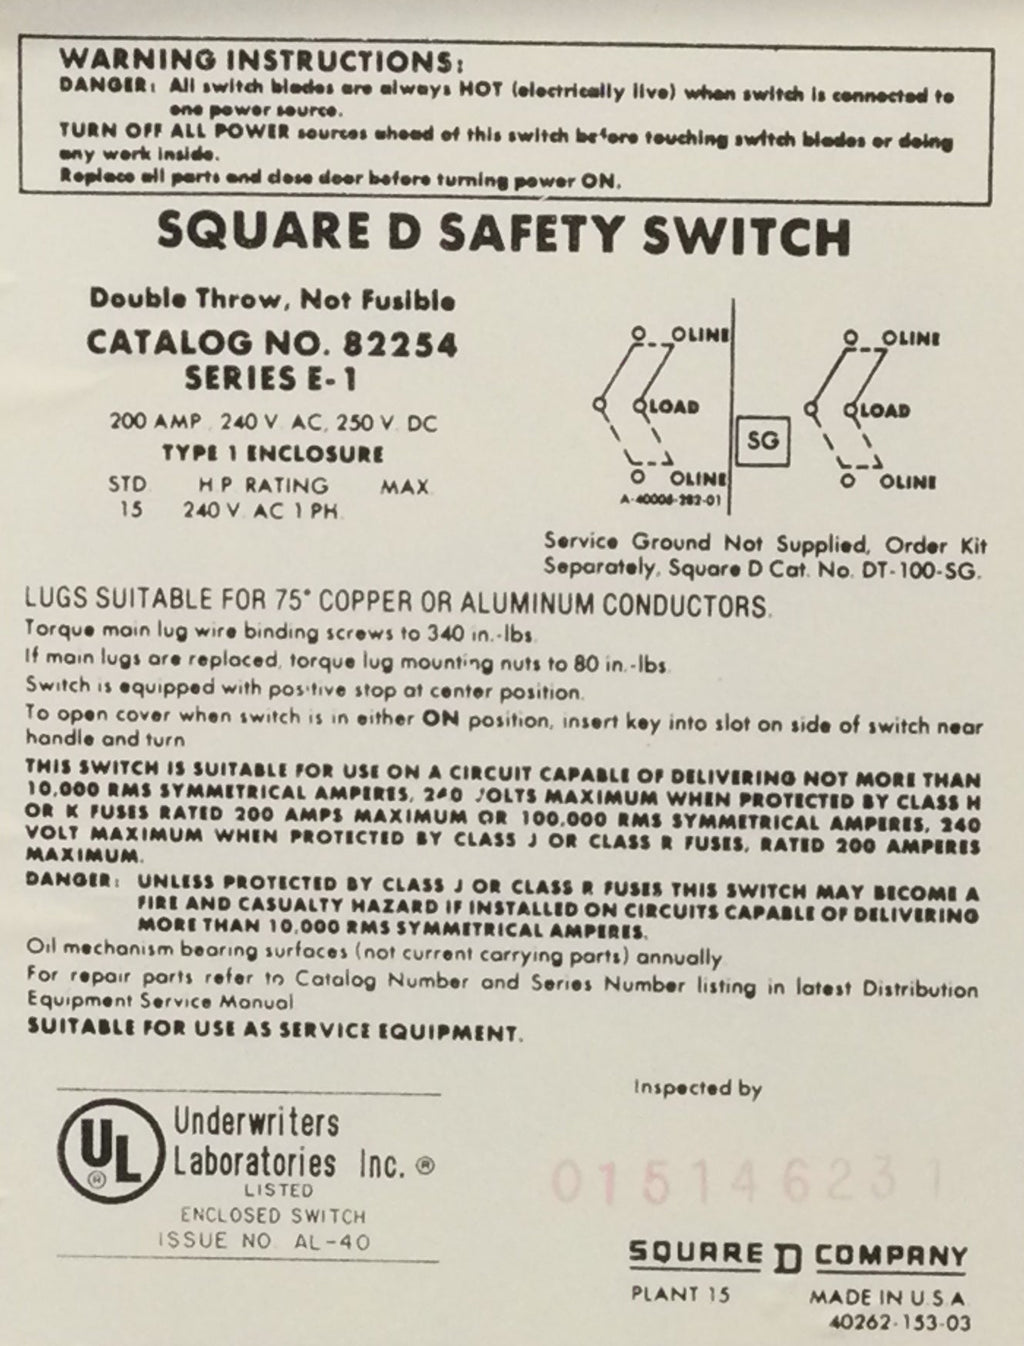 WARNING INSTRUCTIONS:
DANGER: All switch blades are always HOT (electrically live) when switch is connected to
one power source.
TURN OFF ALL POWER sources ahead of this switch before touching switch blades or doing
any work inside.
Replace all parts and close door before turning power ON.
SQUARE D SAFETY SWITCH
Double Throw, Not Fusible
CATALOG NO. 82254
SERIES E-1
200 AMP, 240 V. AC, 250 V. DC
TYPE 1 ENCLOSURE
STD. H.P. RATING MAX.
15 240 V. AC 1 PH.
LINE LINE
LOAD LOAD
SG
LINE LINE
A-40006-282-01
Service Ground Not Supplied, Order Kit
Separately, Square D Cat. No. DT-100-SG.
LUGS SUITABLE FOR 75° COPPER OR ALUMINUM CONDUCTORS.
Torque main lug wire binding screws to 340 in.-lbs.
If main lugs are replaced, torque lug mounting nuts to 80 in.-lbs.
Switch is equipped with positive stop at center position.
To open cover when switch is in either ON position, insert key into slot on side of switch near
handle and turn
THIS SWITCH IS SUITABLE FOR USE ON A CIRCUIT CAPABLE OF DELIVERING NOT MORE THAN
10,000 RMS SYMMETRICAL AMPERES, 240 VOLTS MAXIMUM WHEN PROTECTED BY CLASS H
OR K FUSES RATED 200 AMPS MAXIMUM OR 100,000 RMS SYMMETRICAL AMPERES, 240
VOLT MAXIMUM WHEN PROTECTED BY CLASS J OR CLASS R FUSES, RATED 200 AMPERES
MAXIMUM.
DANGER: UNLESS PROTECTED BY CLASS J OR CLASS R FUSES THIS SWITCH MAY BECOME A
FIRE AND CASUALTY HAZARD IF INSTALLED ON CIRCUITS CAPABLE OF DELIVERING
MORE THAN 10,000 RMS SYMMETRICAL AMPERES.
Oil mechanism bearing surfaces (not current carrying parts) annually
For repair parts refer to Catalog Number and Series Number listing in latest Distribution
Equipment Service Manual
SUITABLE FOR USE AS SERVICE EQUIPMENT.
Inspected by
UL ®
Underwriters
Laboratories Inc. ®
LISTED
ENCLOSED SWITCH
ISSUE NO. AL-40
015146231
SQUARE D COMPANY
PLANT 15 MADE IN U.S.A.
40262-153-03